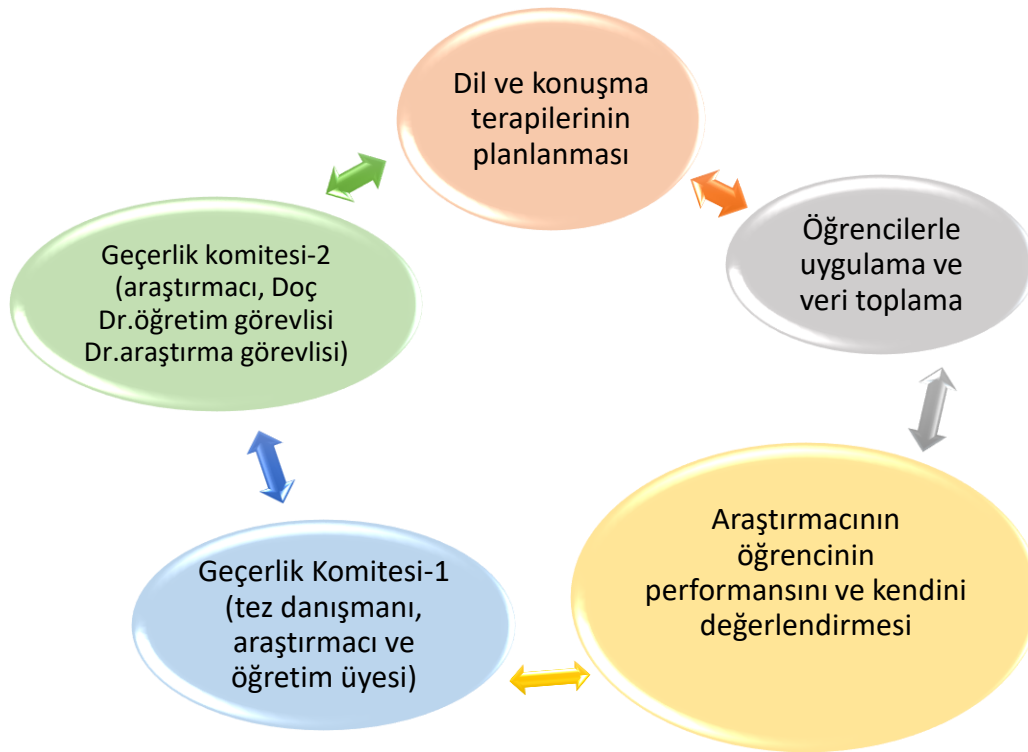 Dil ve konuşma
terapilerinin
planlanması
Öğrencilerle
uygulama ve
veri toplama
Araştırmacının
öğrencinin
performansını ve kendini
değerlendirmesi
Geçerlik Komitesi-1
(tez danışmanı,
araştırmacı ve
öğretim üyesi)
Geçerlik komitesi-2
(araştırmacı, Doç
Dr.öğretim görevlisi
Dr.araştırma görevlisi)